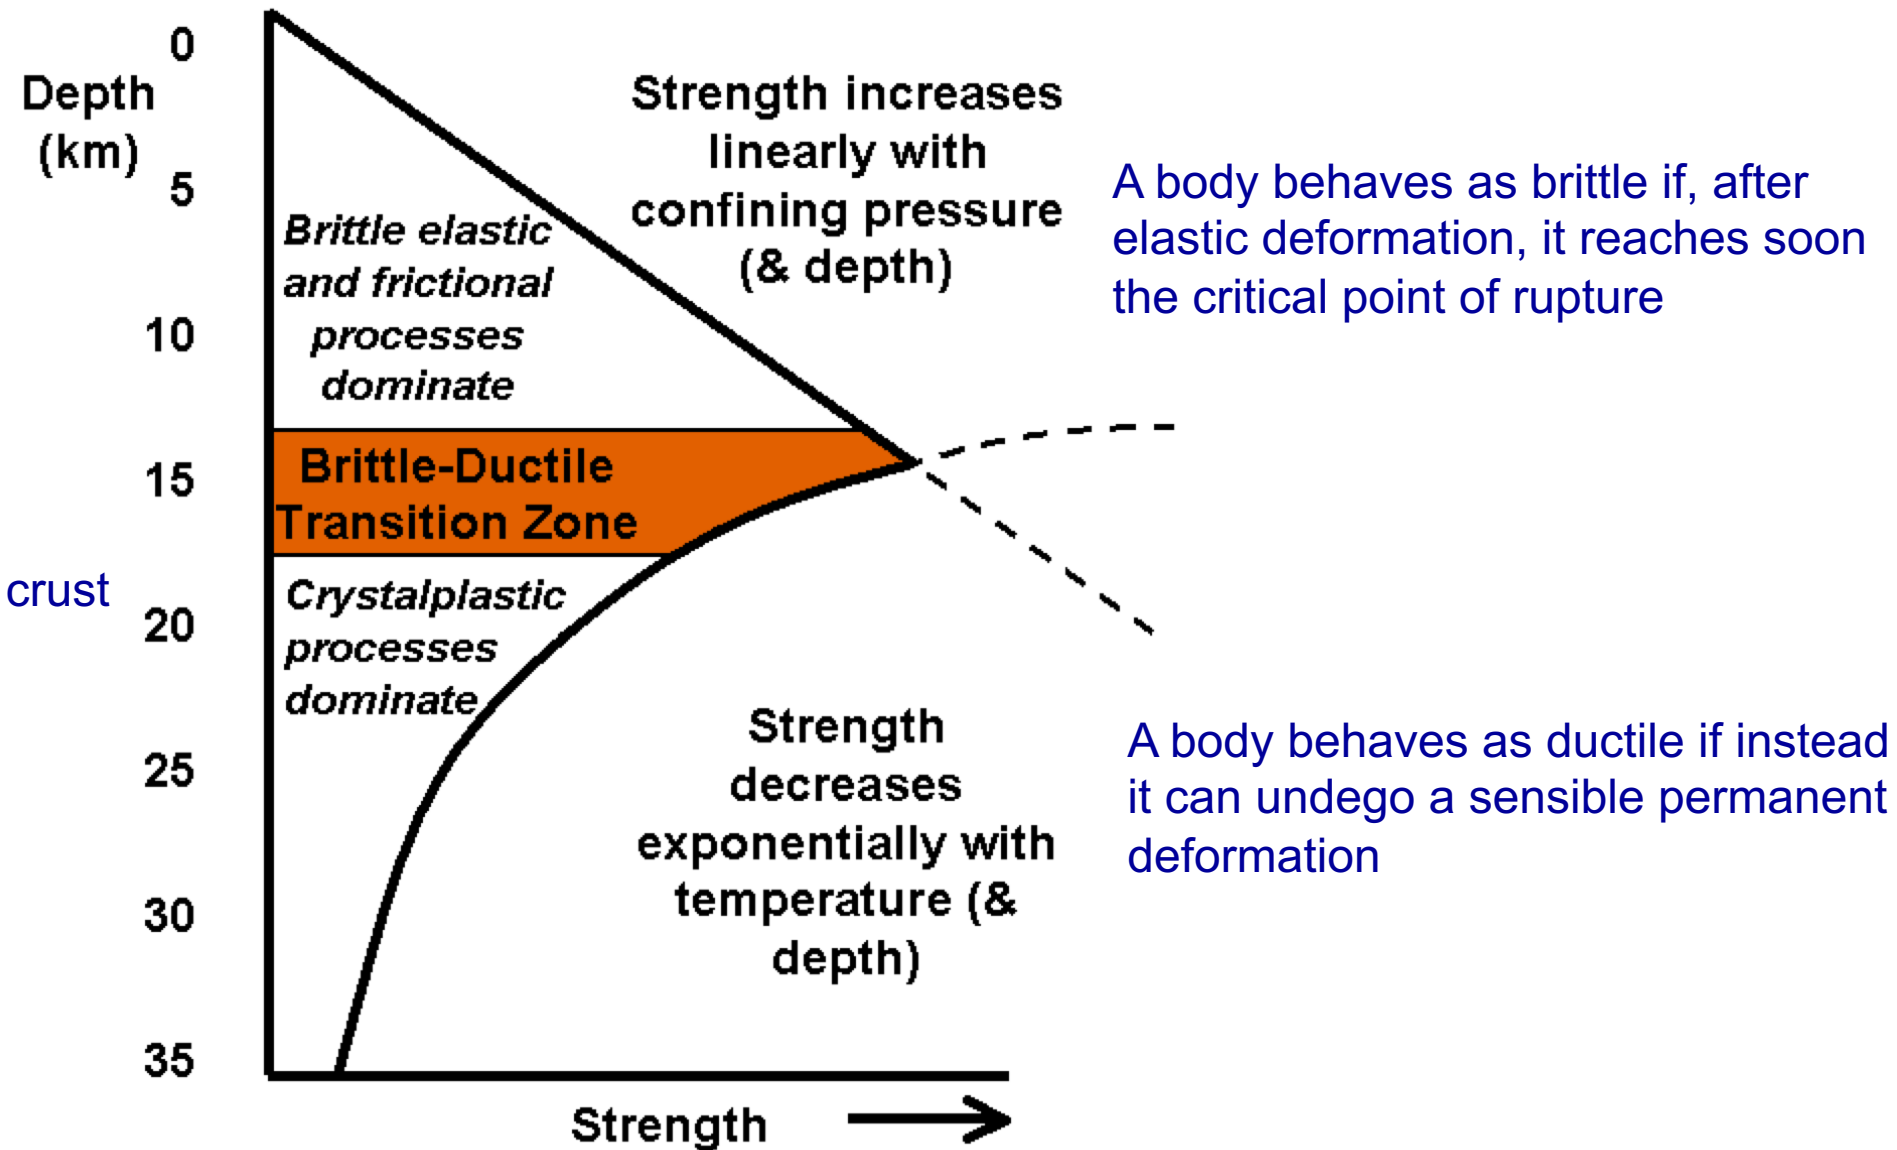 0
Depth
(km)
5
10
15
20
25
30
35
crust
Strength increases
linearly with
confining pressure
(& depth)
A body behaves as brittle if, after
elastic deformation, it reaches soon
the critical point of rupture
Brittle elastic
and frictional
processes
dominate
Brittle-Ductile
Transition Zone
Crystalplastic
processes
dominate
Strength
decreases
exponentially with
temperature (&
depth)
A body behaves as ductile if instead
it can undego a sensible permanent
deformation
Strength